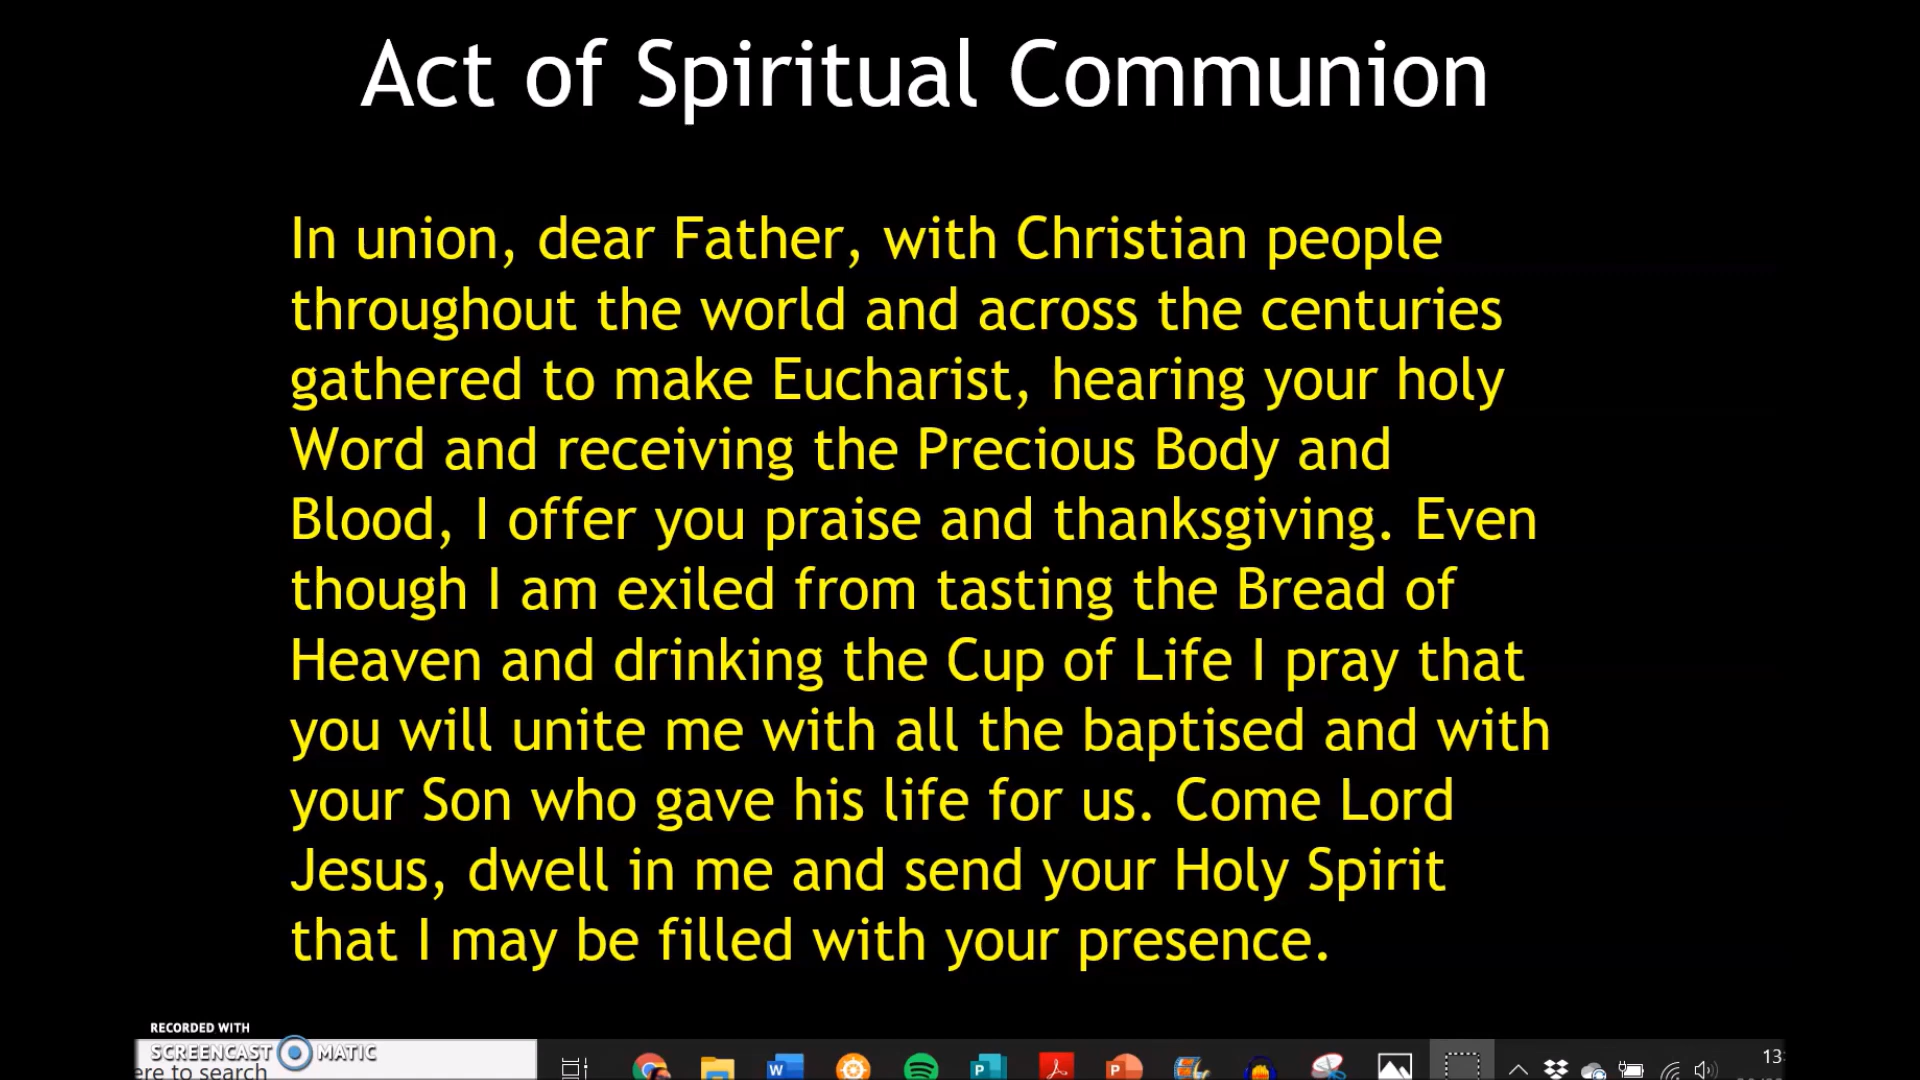 Act of Spiritual Communion
In union, dear Father, with Christian people
throughout the world and across the centuries
gathered to make Eucharist, hearing your holy
Word and receiving the Precious Body and
Blood, I offer you praise and thanksgiving. Even
though I am exiled from tasting the Bread of
Heaven and drinking the Cup of Life I pray that
you will unite me with all the baptised and with
your Son who gave his life for us. Come Lord
Jesus, dwell in me and send your Holy Spirit
that I may be filled with your presence.
RECORDED WITH
SCREENCAST MATIC
ere to search
W
P
P
13